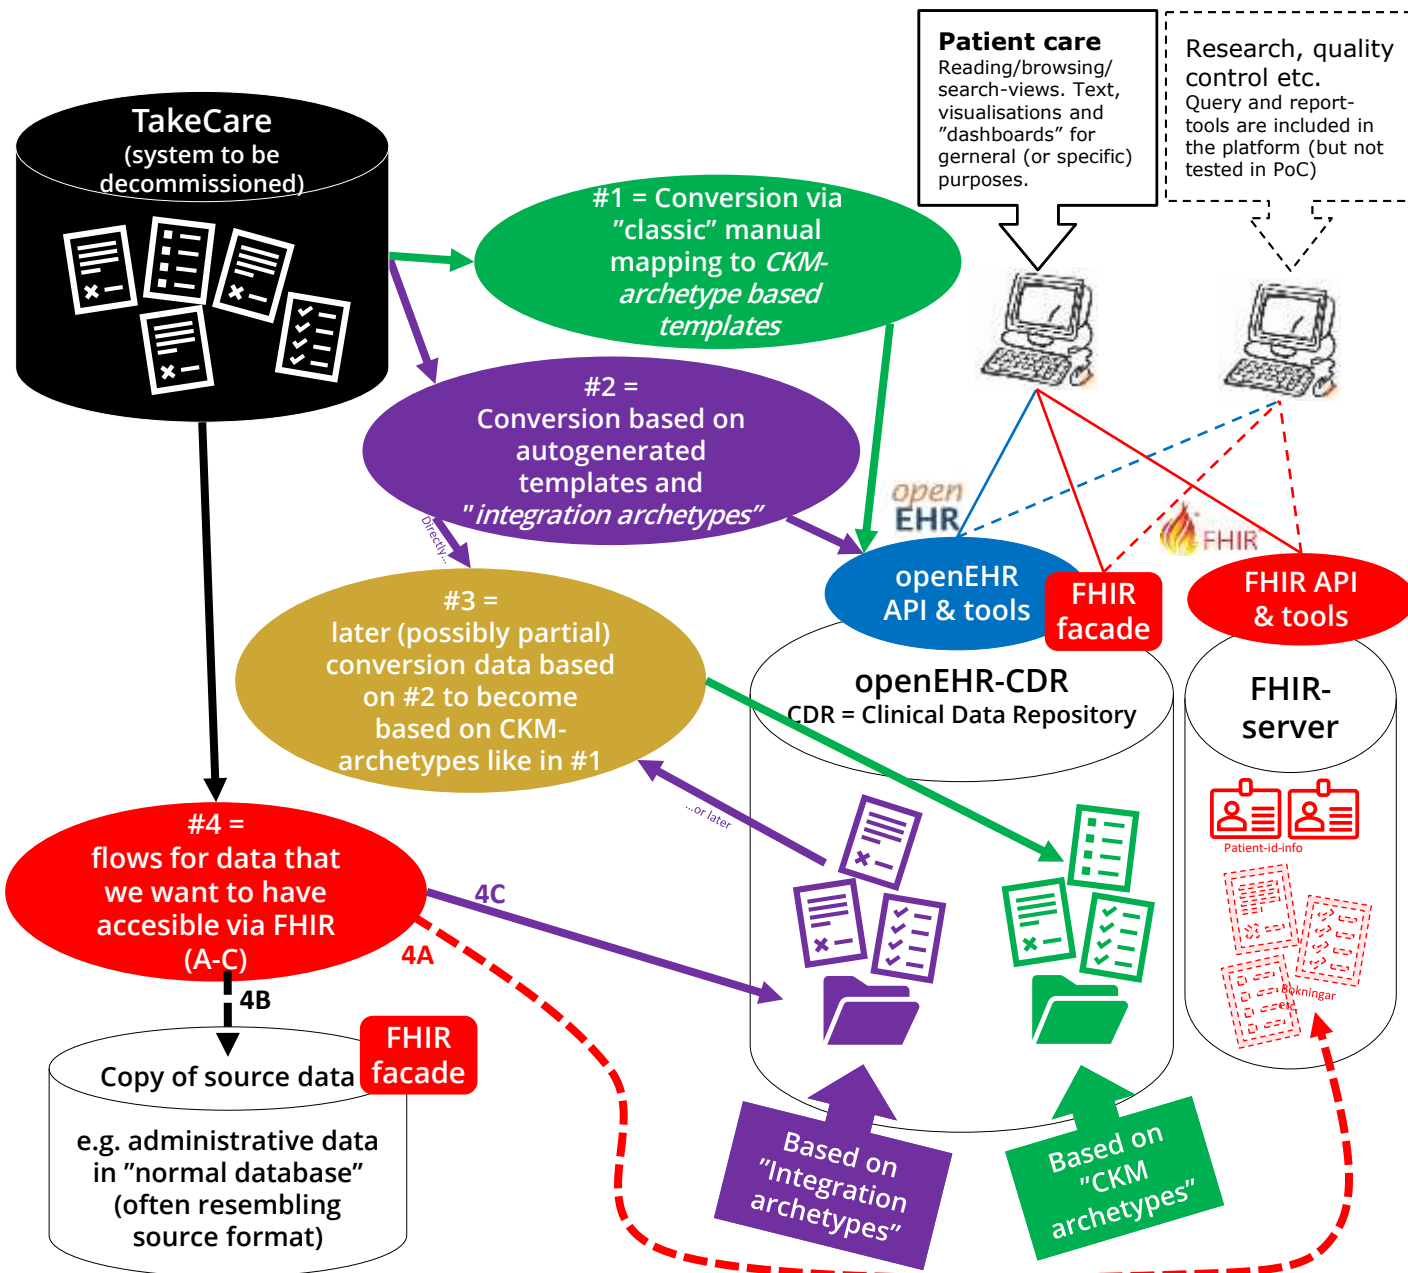 Patient care
Reading/browsing/
search-views. Text,
visualisations and
”dashboards” for
gerneral (or specific)
purposes.
Research, quality
control etc.
Query and report-
tools are included in
the platform (but not
tested in PoC)
TakeCare
(system to be
decommissioned)
#1 = Conversion via
”classic” manual
mapping to CKM-
archetype based
templates
#2 =
Conversion based on
autogenerated
templates and
”integration archetypes”
Directly...
open
EHR
FHIR
#3 =
later (possibly partial)
conversion data based
on #2 to become
based on CKM-
archetypes like in #1
openEHR
API & tools
FHIR
facade
FHIR API
& tools
openEHR-CDR
CDR = Clinical Data Repository
FHIR-
server
...or later
Patient-id-info
Bokningar
etc
#4 =
flows for data that
we want to have
accesible via FHIR
(A-C)
4C
4A
4B
FHIR
facade
Copy of source data
e.g. administrative data
in ”normal database”
(often resembling
source format)
Based on
”Integration
archetypes”
Based on
”CKM
archetypes”